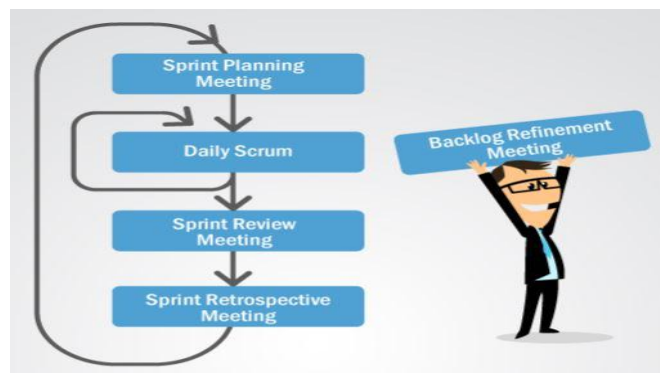 Sprint Planning
Meeting
Daily Scrum
Sprint Review
Meeting
Sprint Retrospective
Meeting
Backlog Refinement
Meeting